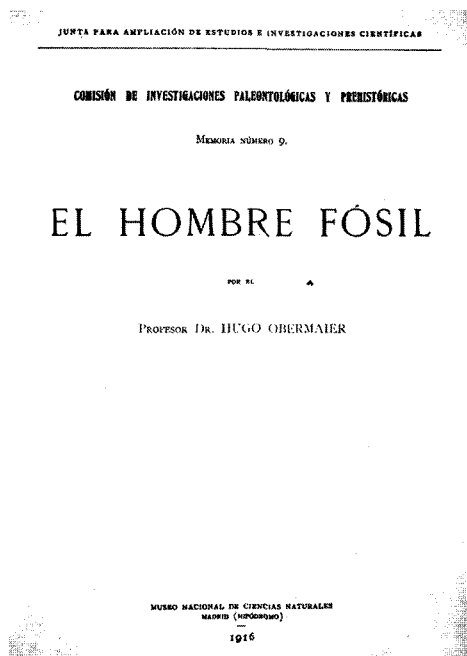 JUNTA PARA AMPLIACIÓN DE ESTUDIOS E INVESTIGACIONES CIENTÍFICAS
COMISIÓN DE INVESTIGACIONES PALEONTOLÓGICAS Y PREHISTÓRICAS
MEMORIA NÚMERO 9.
EL HOMBRE FÓSIL
POR EL
PROFESOR DR. HUGO OBERMAIER
MUSEO NACIONAL DE CIENCIAS NATURALES
MADRID (HIPÓDROMO)
1916